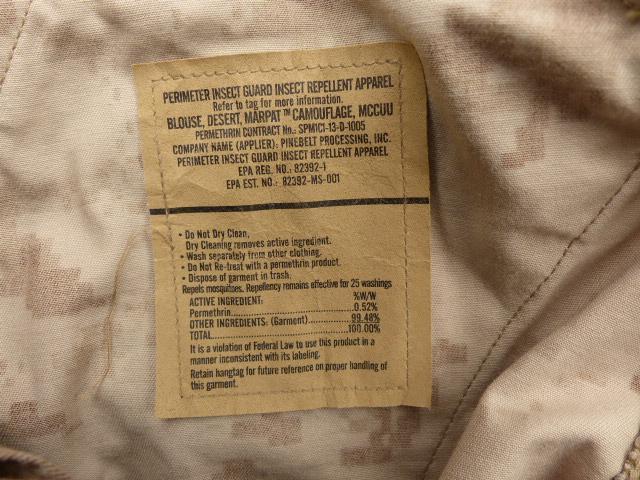 PERIMETER INSECT GUARD INSECT REPELLENT APPAREL
Refer to tag for more information.
BLOUSE, DESERT, MARPAT™ CAMOUFLAGE, MCCUU
PERMETHRIN CONTRACT No.: SPM1C1-13-D-1005
COMPANY NAME (APPLIER): PINEBELT PROCESSING, INC.
PERIMETER INSECT GUARD INSECT REPELLENT APPAREL
EPA REG. NO.: 82392-1
EPA EST. NO.: 82392-MS-001
• Do Not Dry Clean,
Dry Cleaning removes active ingredient.
• Wash separately from other clothing.
• Do Not Re-treat with a permethrin product.
• Dispose of garment in trash.
Repels mosquitoes. Repellency remains effective for 25 washings
ACTIVE INGREDIENT: %W/W
Permethrin...............................0.52%
OTHER INGREDIENTS: (Garment)............99.48%
TOTAL...................................100.00%
It is a violation of Federal Law to use this product in a
manner inconsistent with its labeling.
Retain hangtag for future reference on proper handling of
this garment.